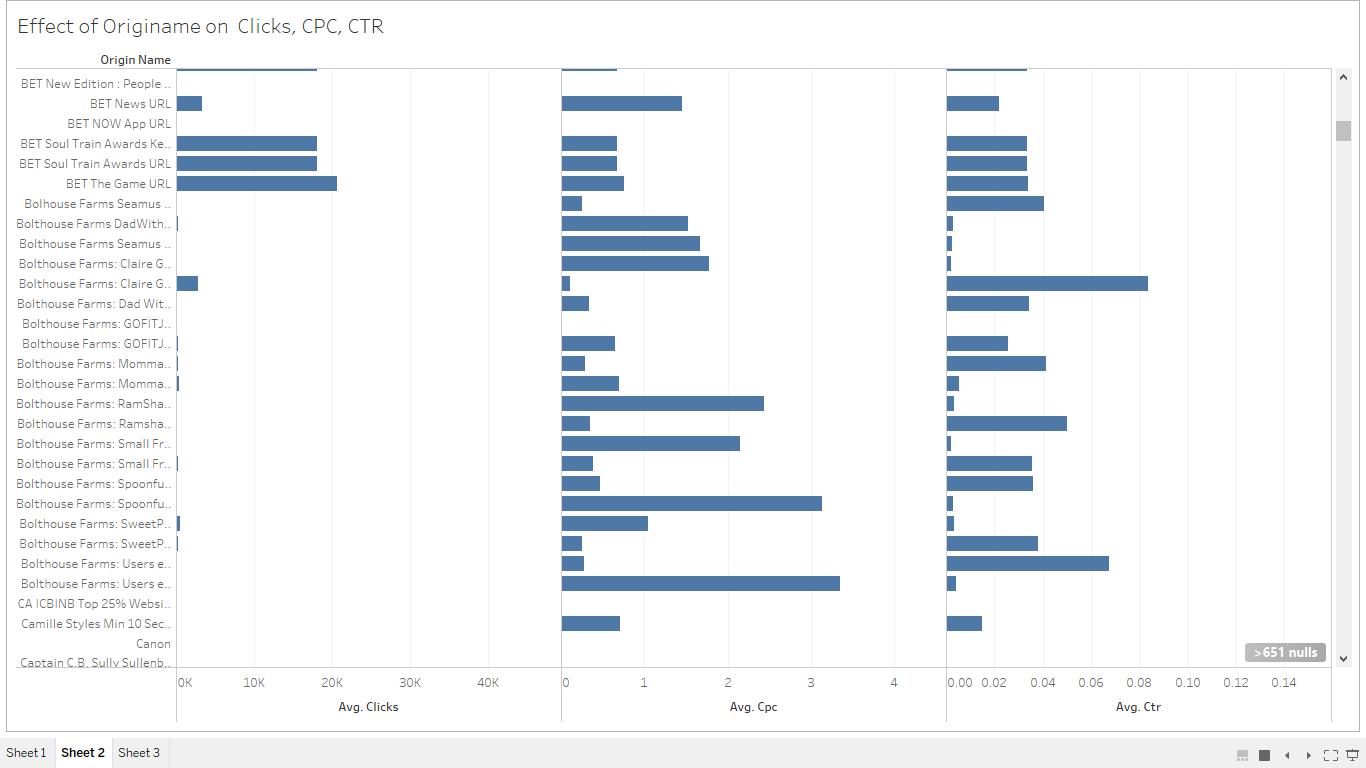 Effect of Originame on Clicks, CPC, CTR
Origin Name
BET New Edition : People ..
BET News URL
BET NOW App URL
BET Soul Train Awards Ke..
BET Soul Train Awards URL
BET The Game URL
Bolhouse Farms Seamus ..
Bolthouse Farms DadWith..
Bolthouse Farms Seamus ..
Bolthouse Farms: Claire G..
Bolthouse Farms: Claire G..
Bolthouse Farms: Dad Wit..
Bolthouse Farms: GOFITJ..
Bolthouse Farms: GOFITJ..
Bolthouse Farms: Momma..
Bolthouse Farms: Momma..
Bolthouse Farms: RamSha..
Bolthouse Farms: Ramsha..
Bolthouse Farms: Small Fr..
Bolthouse Farms: Small Fr..
Bolthouse Farms: Spoonfu..
Bolthouse Farms: Spoonfu..
Bolthouse Farms: SweetP..
Bolthouse Farms: SweetP..
Bolthouse Farms: Users e..
Bolthouse Farms: Users e..
CA ICBINB Top 25% Websi..
Camille Styles Min 10 Sec..
Canon
Captain C.B. Sully Sullenb..
>651 nulls
0K 10K 20K 30K 40K
0 1 2 3 4
0.00 0.02 0.04 0.06 0.08 0.10 0.12 0.14
Avg. Clicks
Avg. Cpc
Avg. Ctr
Sheet 1 Sheet 2 Sheet 3